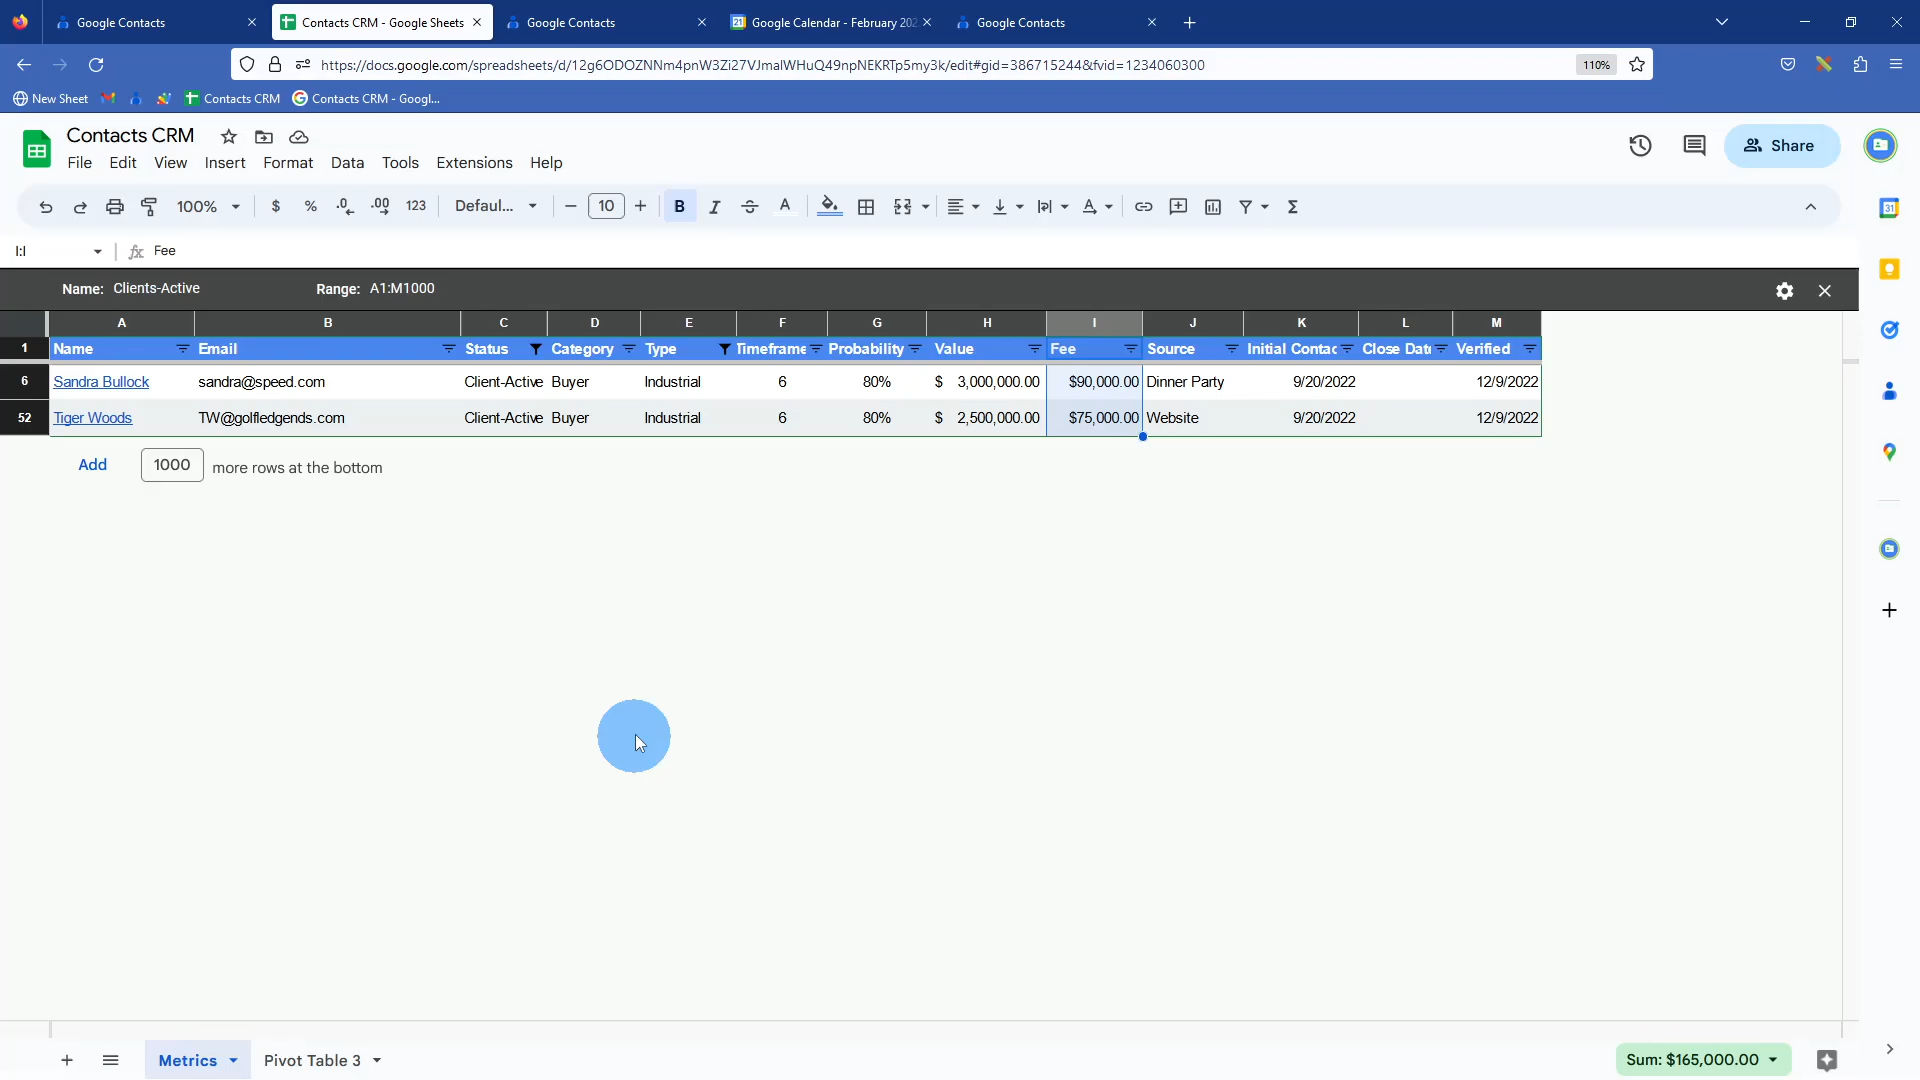 Google Contacts
Contacts CRM - Google Sheets
Google Contacts
Google Calendar - February 202
Google Contacts
https://docs.google.com/spreadsheets/d/12g6ODOZNNm4pnW3Zi27VJmalWHuQ49npNEKRTp5my3k/edit#gid=386715244&fvid=1234060300
110%
New Sheet
Contacts CRM
Contacts CRM - Googl...
Contacts CRM
File Edit View Insert Format Data Tools Extensions Help
Share
100% $ % .0 .00 123 Defaul... 10 B I A Σ
31
I:I
fx Fee
Name: Clients-Active Range: A1:M1000
A B C D E F G H I J K L M
1 Name Email Status Category Type Timeframe Probability Value Fee Source Initial Contac Close Dat Verified
6 Sandra Bullock sandra@speed.com Client-Active Buyer Industrial 6 80% $ 3,000,000.00 $90,000.00 Dinner Party 9/20/2022 12/9/2022
52 Tiger Woods TW@golfledgends.com Client-Active Buyer Industrial 6 80% $ 2,500,000.00 $75,000.00 Website 9/20/2022 12/9/2022
Add 1000 more rows at the bottom
Metrics Pivot Table 3
Sum: $165,000.00